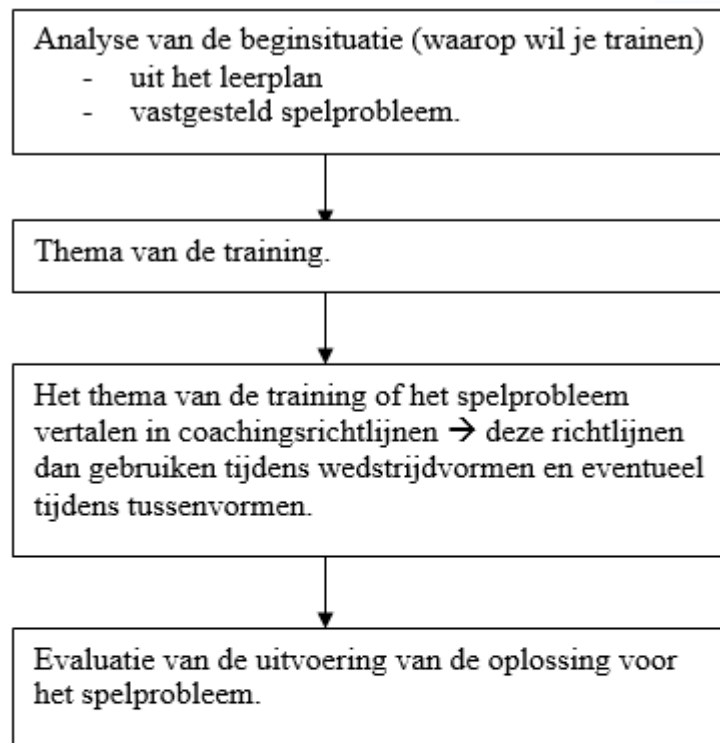 Analyse van de beginsituatie (waarop wil je trainen)
- uit het leerplan
- vastgesteld spelprobleem.
Thema van de training.
Het thema van de training of het spelprobleem
vertalen in coachingsrichtlijnen → deze richtlijnen
dan gebruiken tijdens wedstrijdvormen en eventueel
tijdens tussenvormen.
Evaluatie van de uitvoering van de oplossing voor
het spelprobleem.